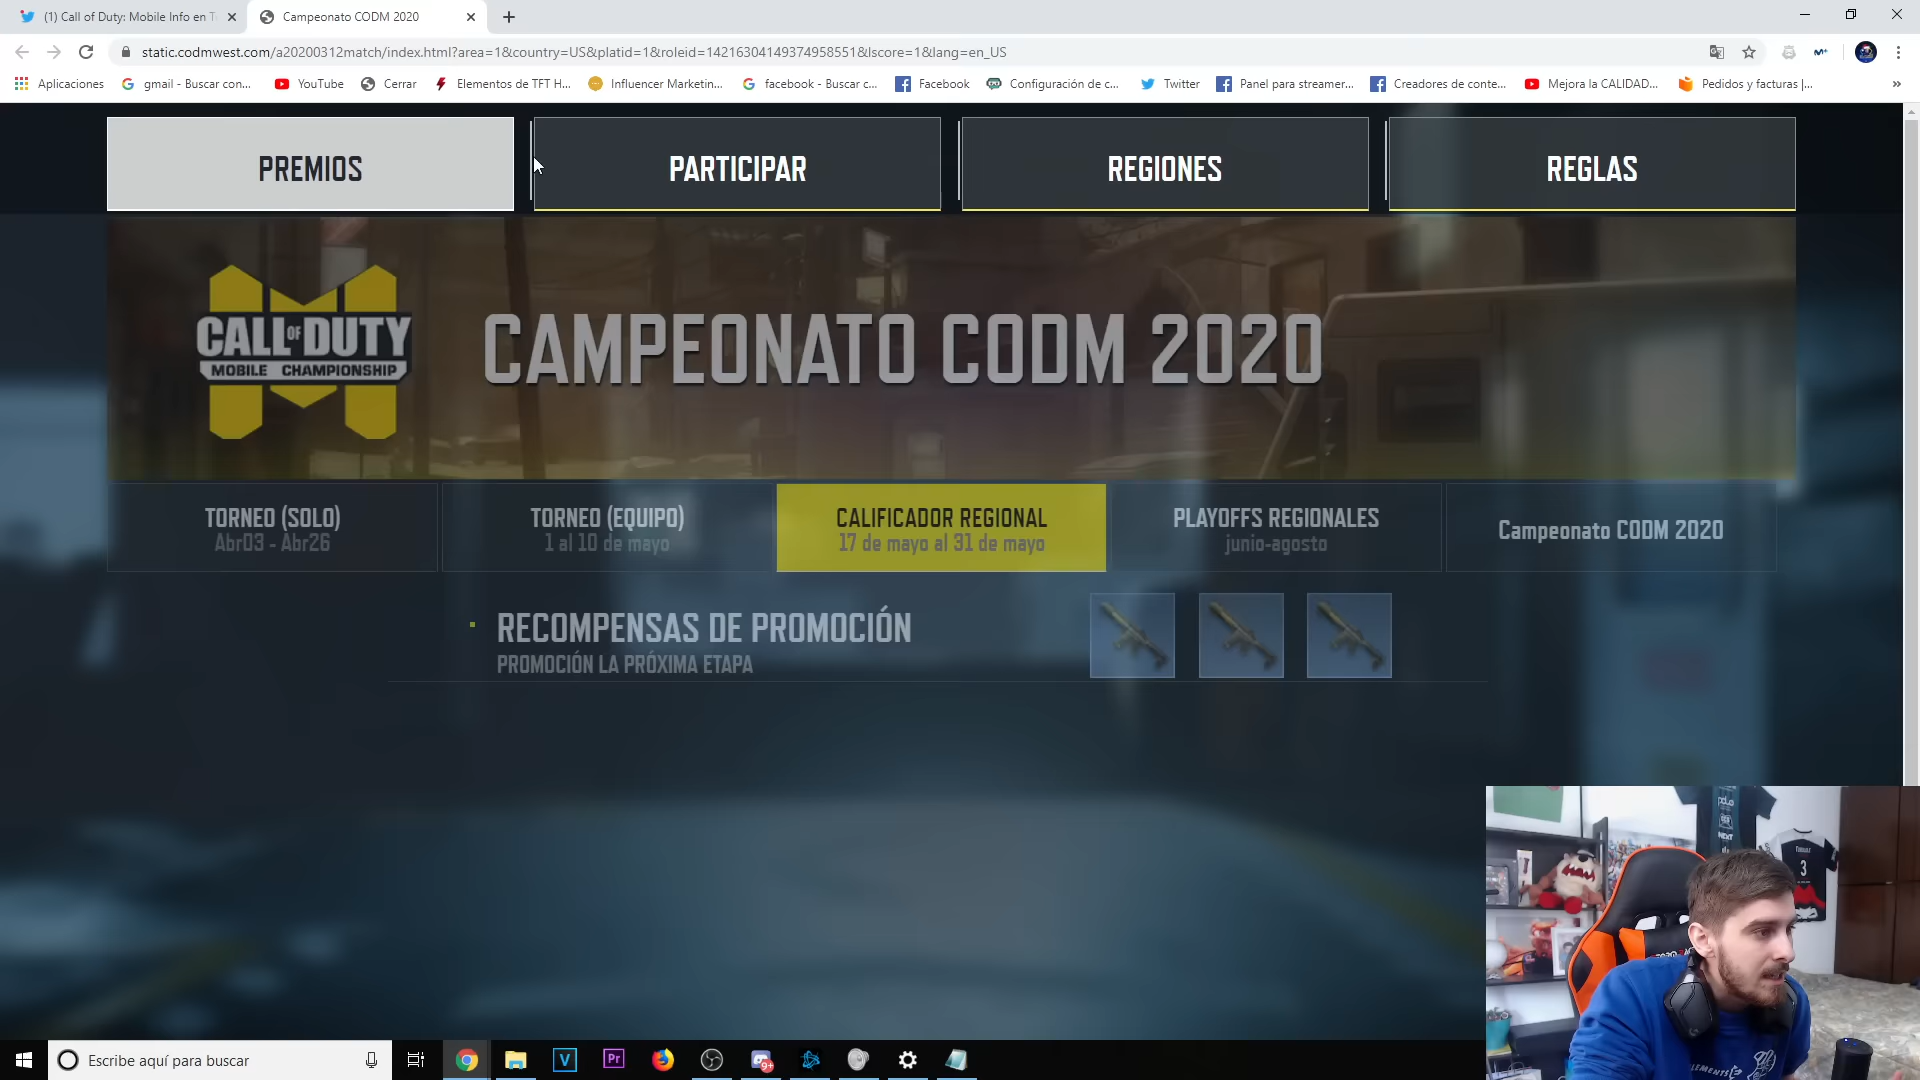 (1) Call of Duty: Mobile Info en T
Campeonato CODM 2020
static.codmwest.com/a20200312match/index.html?area=1&country=US&platid=1&roleid=14216304149374958551&lscore=1&lang=en_US
Aplicaciones
gmail - Buscar con...
YouTube
Cerrar
Elementos de TFT H...
Influencer Marketin...
facebook - Buscar c...
Facebook
Configuración de c...
Twitter
Panel para streamer...
Creadores de conte...
Mejora la CALIDAD...
Pedidos y facturas |...
PREMIOS
PARTICIPAR
REGIONES
REGLAS
CALL OF DUTY
MOBILE CHAMPIONSHIP
CAMPEONATO CODM 2020
TORNEO (SOLO)
Abr03 - Abr26
TORNEO (EQUIPO)
1 al 10 de mayo
CALIFICADOR REGIONAL
17 de mayo al 31 de mayo
PLAYOFFS REGIONALES
junio-agosto
Campeonato CODM 2020
RECOMPENSAS DE PROMOCIÓN
PROMOCIÓN LA PRÓXIMA ETAPA
3
Escribe aquí para buscar
V
Pr
9+